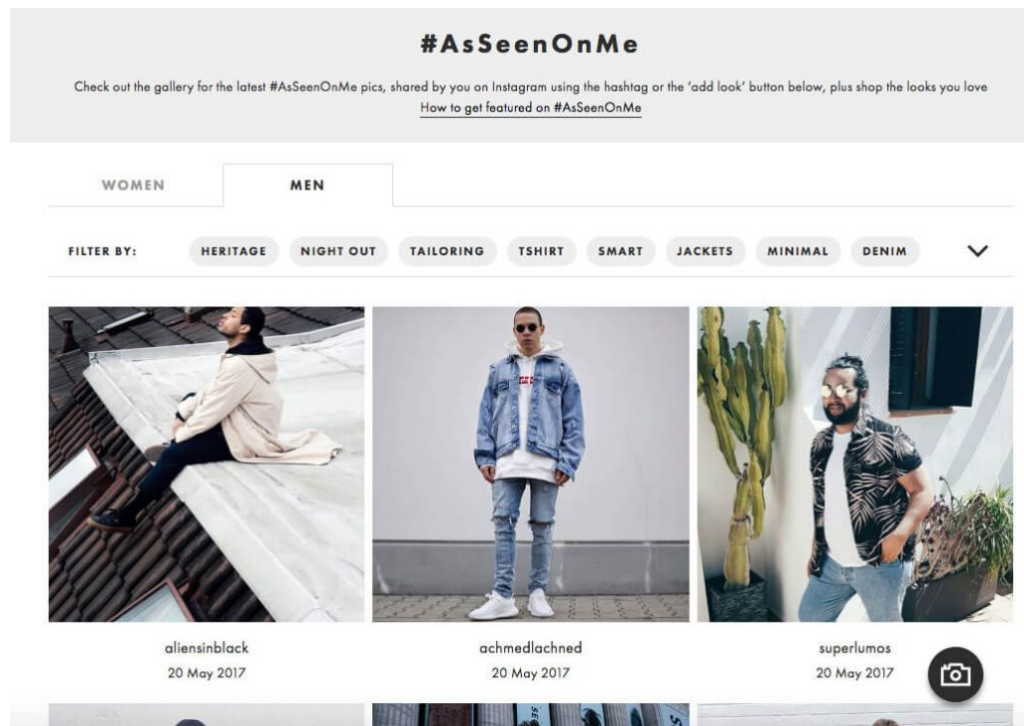 #AsSeenOnMe
Check out the gallery for the latest #AsSeenOnMe pics, shared by you on Instagram using the hashtag or the 'add look' button below, plus shop the looks you love
How to get featured on #AsSeenOnMe
WOMEN
MEN
FILTER BY:
HERITAGE
NIGHT OUT
TAILORING
TSHIRT
SMART
JACKETS
MINIMAL
DENIM
aliensinblack
achmedlachned
superlumos
20 May 2017
20 May 2017
20 May 2017